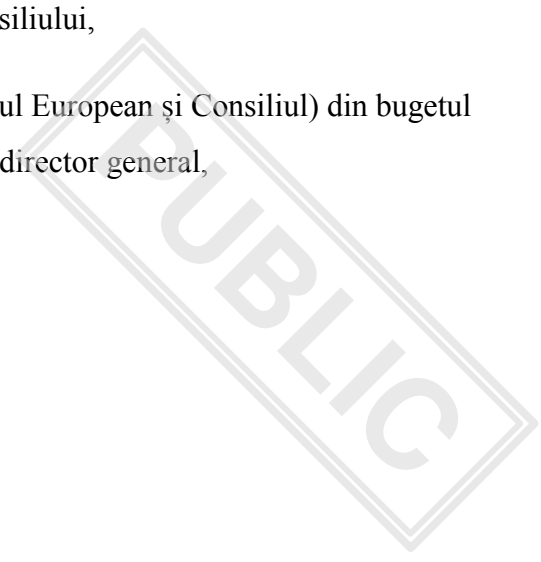 siliului,
ul European și Consiliul) din bugetul
director general,
PUBLIC